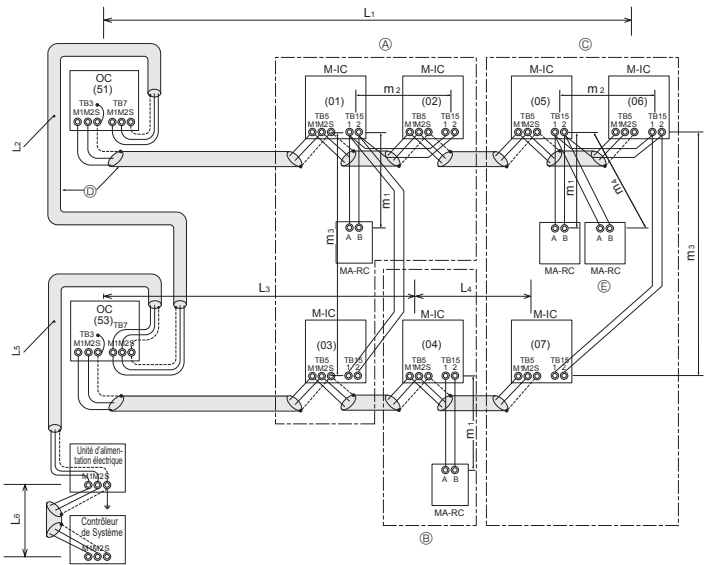 L1
Ⓐ
Ⓒ
OC
(51)
TB3
TB7
M1M2S
M1M2S
M-IC
(01)
TB5
TB15
M1M2S
1 2
M-IC
(02)
TB5
TB15
M1M2S
1 2
m2
M-IC
(05)
TB5
TB15
M1M2S
1 2
M-IC
(06)
TB5
TB15
M1M2S
1 2
m2
L2
Ⓓ
m1
m3
A B
MA-RC
m1
m4
A B
MA-RC
A B
MA-RC
Ⓔ
m3
L3
L4
L5
OC
(53)
TB3
TB7
M1M2S
M1M2S
M-IC
(03)
TB5
TB15
M1M2S
1 2
M-IC
(04)
TB5
TB15
M1M2S
1 2
M-IC
(07)
TB5
TB15
M1M2S
1 2
m1
A B
MA-RC
Ⓑ
Unité d'alimen-
tation électrique
M1M2S
L6
Contrôleur
de Système
M1M2S